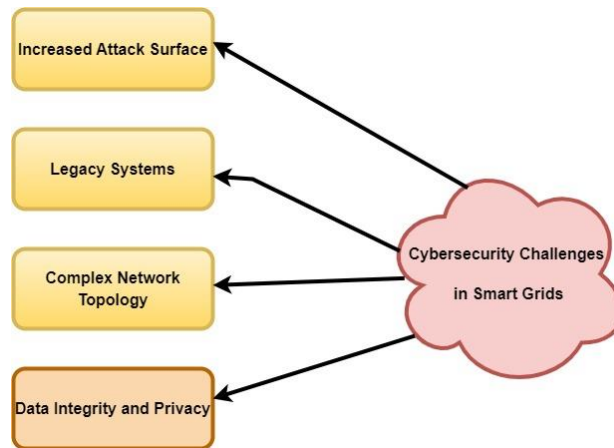 Increased Attack Surface
Legacy Systems
Complex Network
Topology
Data Integrity and Privacy
Cybersecurity Challenges
in Smart Grids